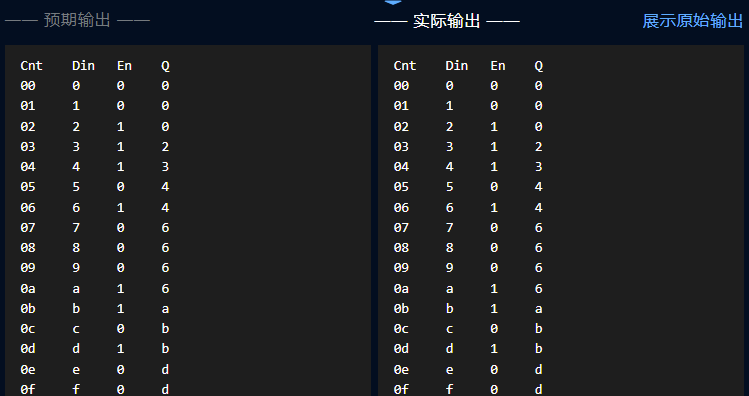 —— 预期输出 ——
—— 实际输出 ——
展示原始输出
Cnt Din En Q
00 0 0 0
01 1 0 0
02 2 1 0
03 3 1 2
04 4 1 3
05 5 0 4
06 6 1 4
07 7 0 6
08 8 0 6
09 9 0 6
0a a 1 6
0b b 1 a
0c c 0 b
0d d 1 b
0e e 0 d
0f f 0 d
Cnt Din En Q
00 0 0 0
01 1 0 0
02 2 1 0
03 3 1 2
04 4 1 3
05 5 0 4
06 6 1 4
07 7 0 6
08 8 0 6
09 9 0 6
0a a 1 6
0b b 1 a
0c c 0 b
0d d 1 b
0e e 0 d
0f f 0 d